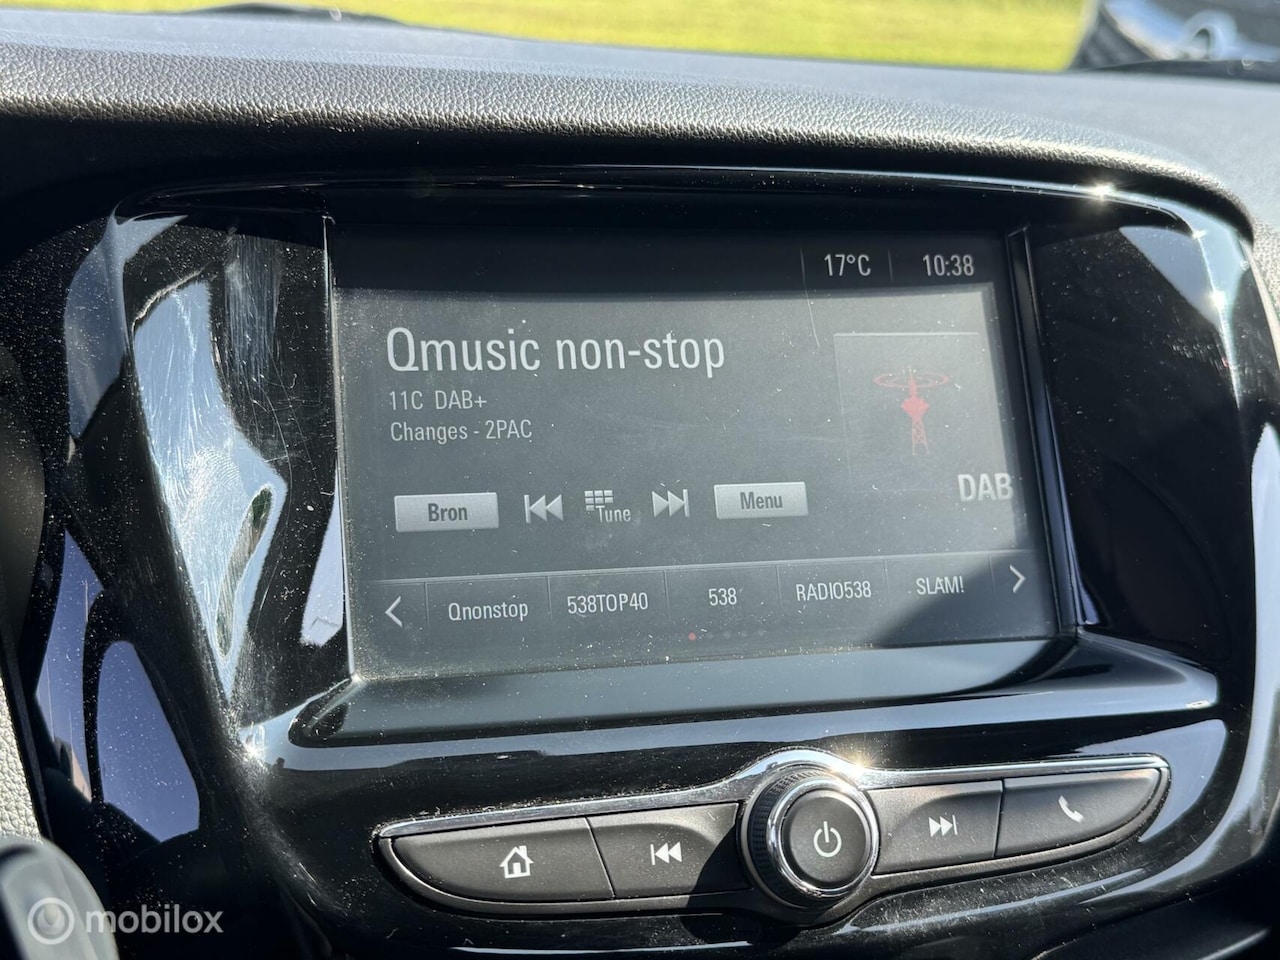 17°C 10:38
Qmusic non-stop
11C DAB+
Changes - 2PAC
DAB
Bron Tune Menu
Qnonstop 538TOP40 538 RADIO538 SLAM!
mobilox